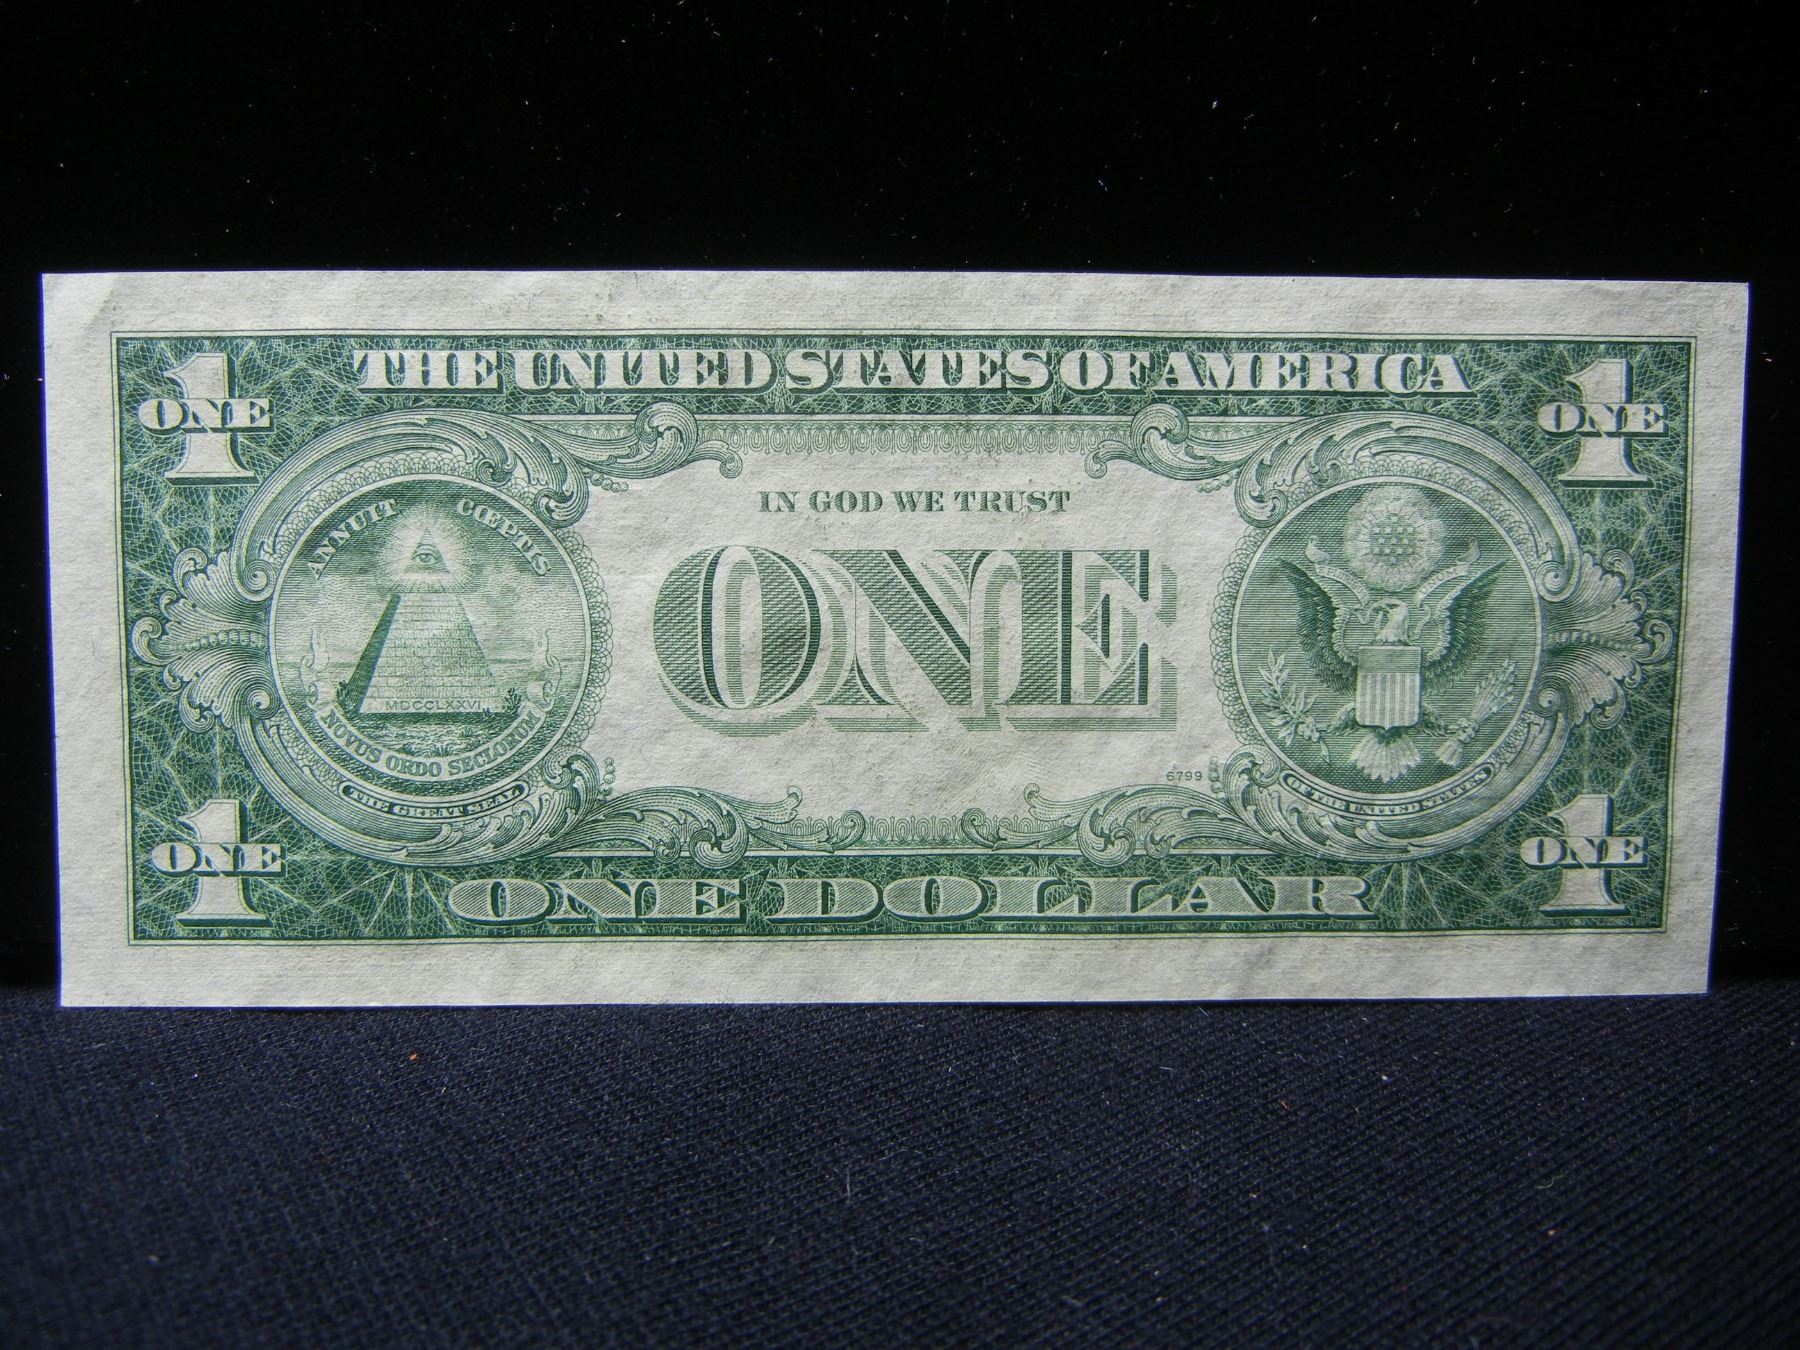 THE UNITED STATES OF AMERICA
1 ONE
1 ONE
ANNUIT CŒPTIS
IN GOD WE TRUST
ONE
MDCCLXXVI
NOVUS ORDO SECLORUM
6799
THE GREAT SEAL
OF THE UNITED STATES
1 ONE
1 ONE
ONE DOLLAR